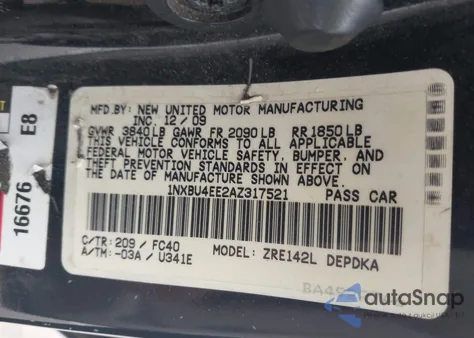 MFD.BY: NEW UNITED MOTOR MANUFACTURING
INC. 12/09
GVWR 3840LB GAWR FR 2090LB RR1850LB
THIS VEHICLE CONFORMS TO ALL APPLICABLE
FEDERAL MOTOR VEHICLE SAFETY, BUMPER, AND
THEFT PREVENTION STANDARDS IN EFFECT ON
THE DATE OF MANUFACTURE SHOWN ABOVE.
1NXBU4EE2AZ317521 PASS CAR
C/TR: 209 / FC40 MODEL: ZRE142L DEPDKA
A/TM: -03A / U341E
E8
16676
autoSnap